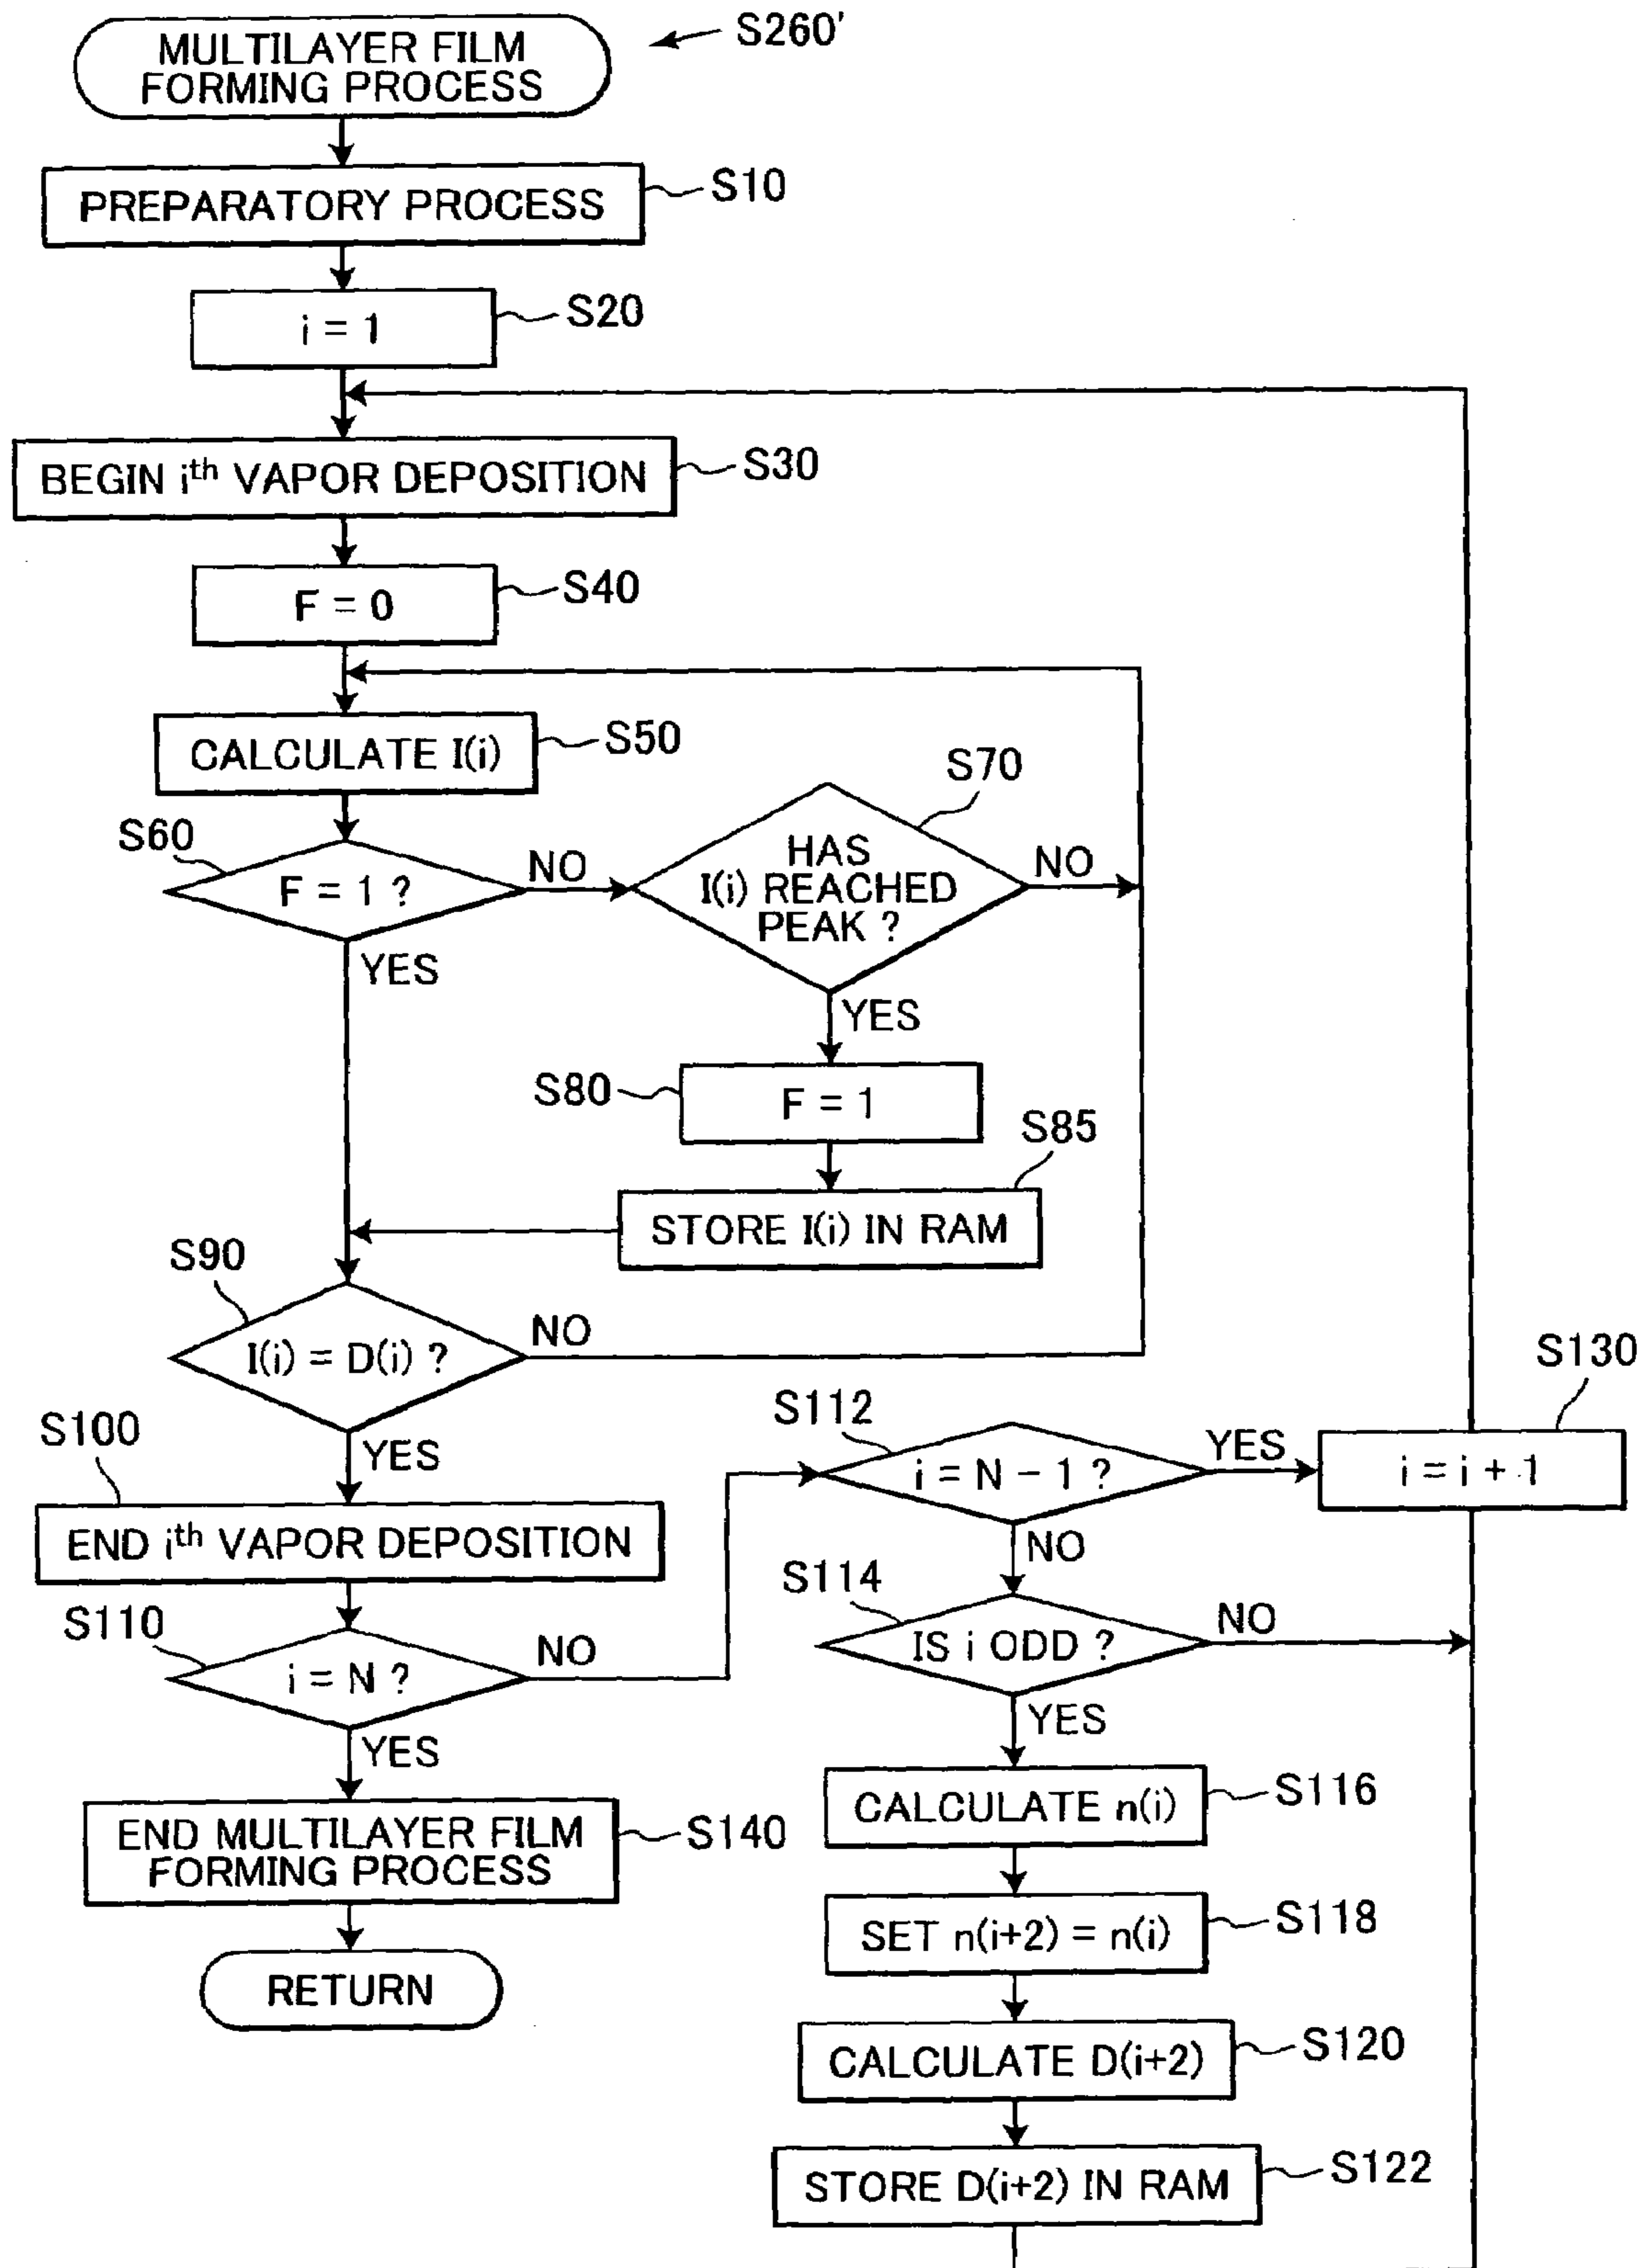 MULTILAYER FILM
FORMING PROCESS
S260'
PREPARATORY PROCESS
S10
i = 1
S20
BEGIN ith VAPOR DEPOSITION
S30
F = 0
S40
CALCULATE I(i)
S50
S60
F = 1 ?
NO
YES
S70
HAS
I(i) REACHED
PEAK ?
NO
YES
S80
F = 1
S85
STORE I(i) IN RAM
S90
I(i) = D(i) ?
NO
YES
S100
END ith VAPOR DEPOSITION
S110
i = N ?
NO
YES
END MULTILAYER FILM
FORMING PROCESS
S140
RETURN
S112
i = N − 1 ?
YES
NO
S130
i = i + 1
S114
IS i ODD ?
NO
YES
CALCULATE n(i)
S116
SET n(i+2) = n(i)
S118
CALCULATE D(i+2)
S120
STORE D(i+2) IN RAM
S122